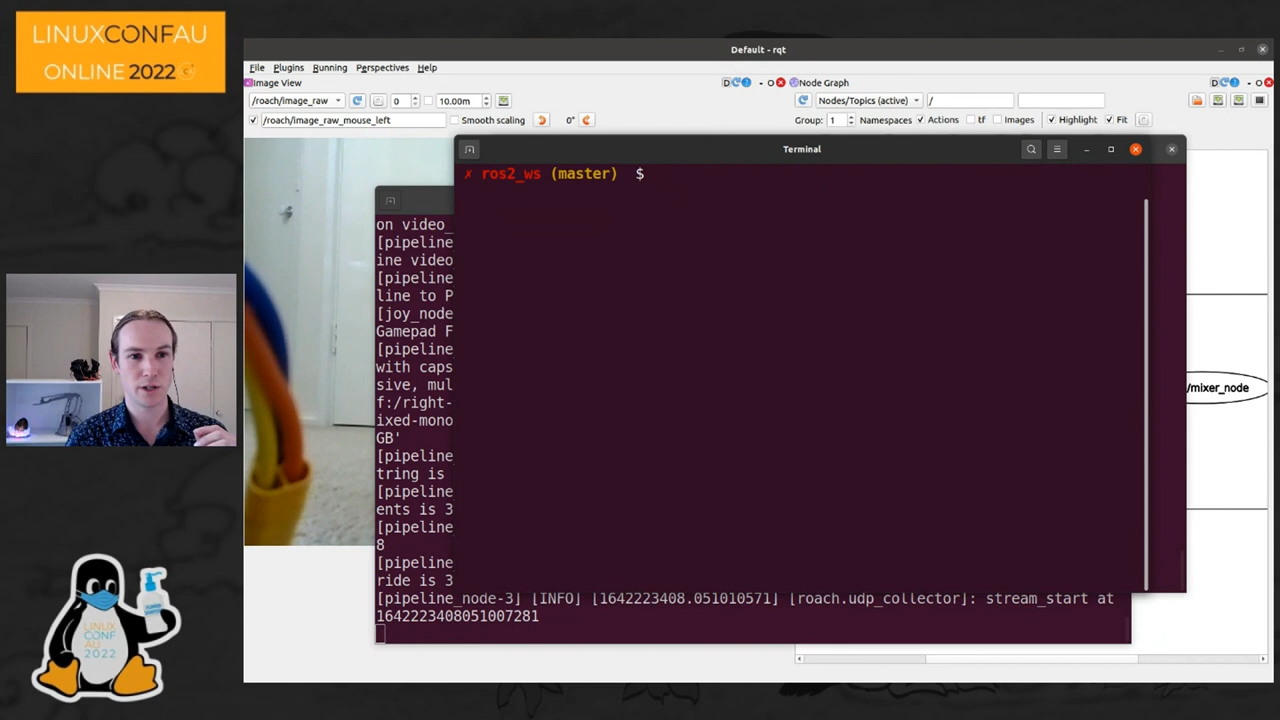 LINUXCONFAU
ONLINE 2022
Default - rqt
File Plugins Running Perspectives Help
Image View
Node Graph
/roach/image_raw
0
10.00m
Nodes/Topics (active)
/
/roach/image_raw_mouse_left
Smooth scaling
0°
Group: 1 Namespaces Actions tf Images Highlight Fit
Terminal
✗ ros2_ws (master) $
on video_
[pipeline
ine video
[pipeline
line to P
[joy_node
Gamepad F
[pipeline
with caps
sive, mul
f:/right-
ixed-mono
GB'
[pipeline
tring is
[pipeline
ents is 3
[pipeline
8
[pipeline
ride is 3
[pipeline_node-3] [INFO] [1642223408.051010571] [roach.udp_collector]: stream_start at
1642223408051007281
/mixer_node
LINUX
CONF
AU
2022